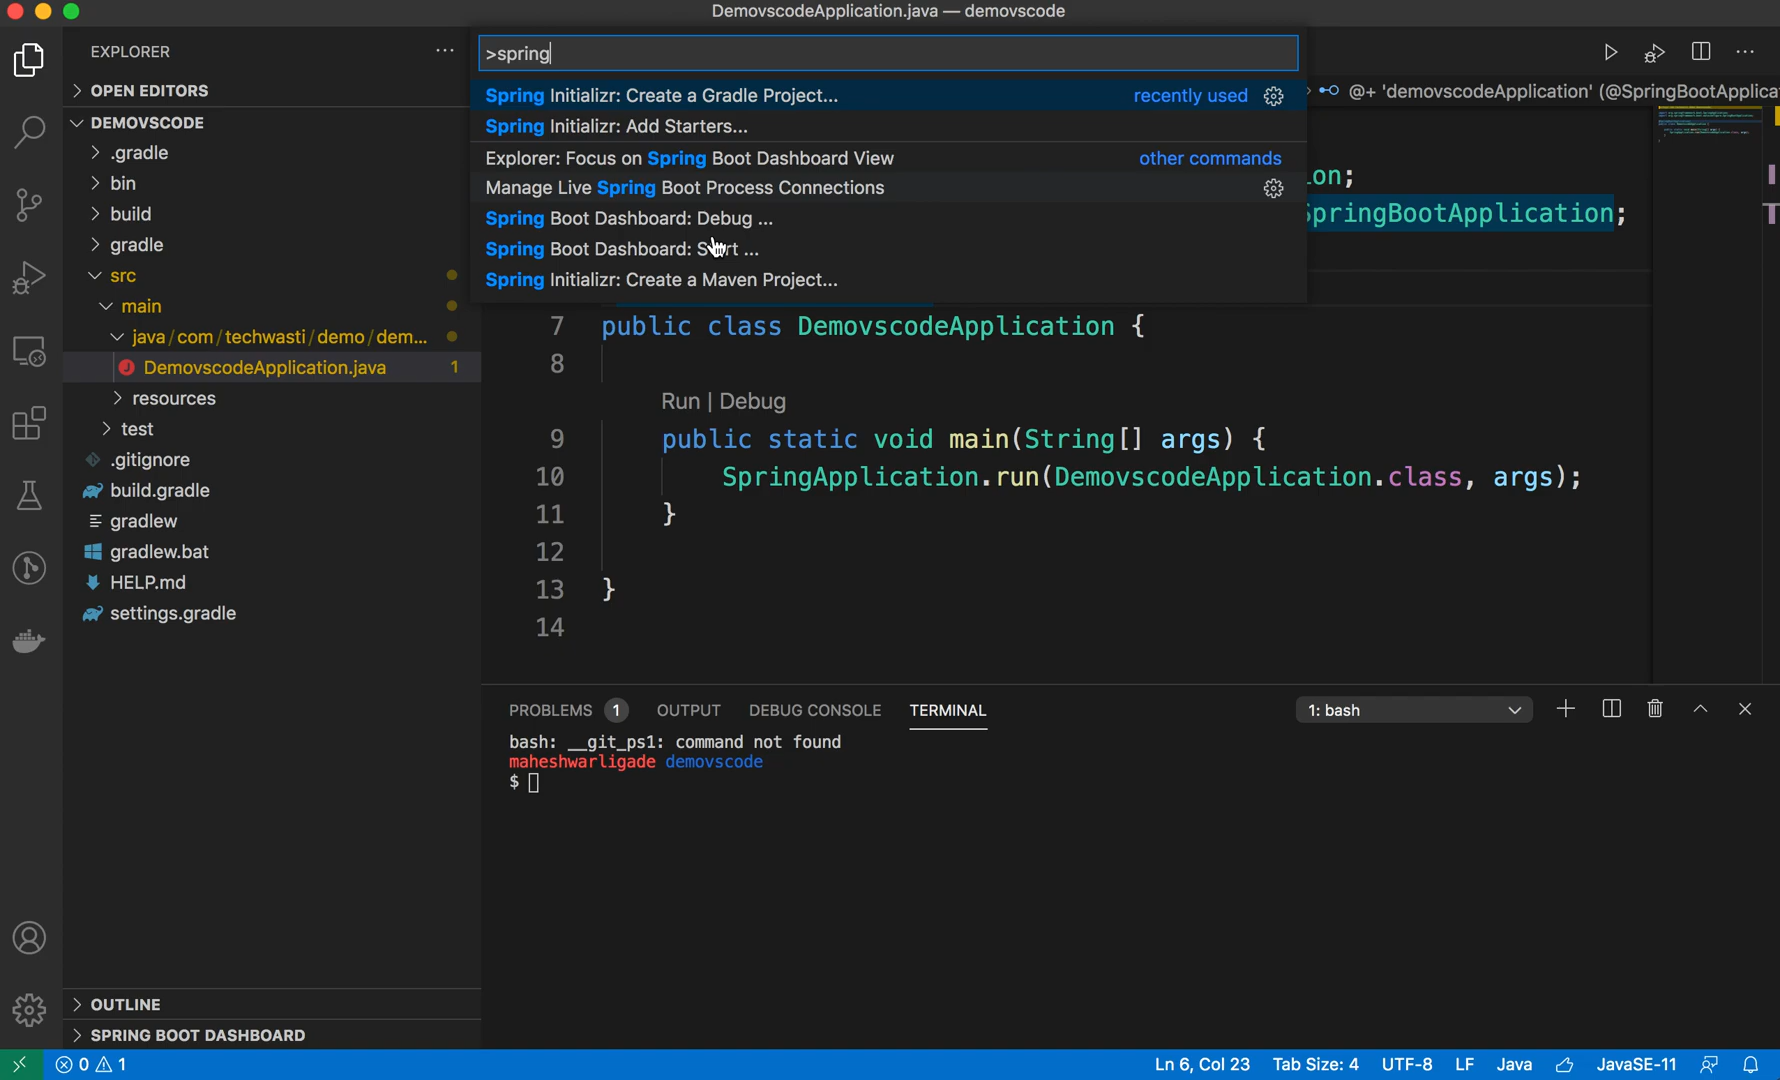 DemovscodeApplication.java — demovscode
EXPLORER
>spring
OPEN EDITORS
DEMOVSCODE
.gradle
bin
build
gradle
src
main
java/com/techwasti/demo/dem...
DemovscodeApplication.java 1
resources
test
.gitignore
build.gradle
gradlew
gradlew.bat
HELP.md
settings.gradle
OUTLINE
SPRING BOOT DASHBOARD
Spring Initializr: Create a Gradle Project... recently used
Spring Initializr: Add Starters...
Explorer: Focus on Spring Boot Dashboard View other commands
Manage Live Spring Boot Process Connections
Spring Boot Dashboard: Debug ...
Spring Boot Dashboard: ...
Spring Initializr: Create a Maven Project...
@+ 'demovscodeApplication' (@SpringBootApplica
on;
SpringBootApplication;
7 public class DemovscodeApplication {
8
Run | Debug
9 public static void main(String[] args) {
10 SpringApplication.run(DemovscodeApplication.class, args);
11 }
12
13 }
14
PROBLEMS 1 OUTPUT DEBUG CONSOLE TERMINAL 1: bash
bash: __git_ps1: command not found
maheshwarligade demovscode
$
0 1 Ln 6, Col 23 Tab Size: 4 UTF-8 LF Java JavaSE-11